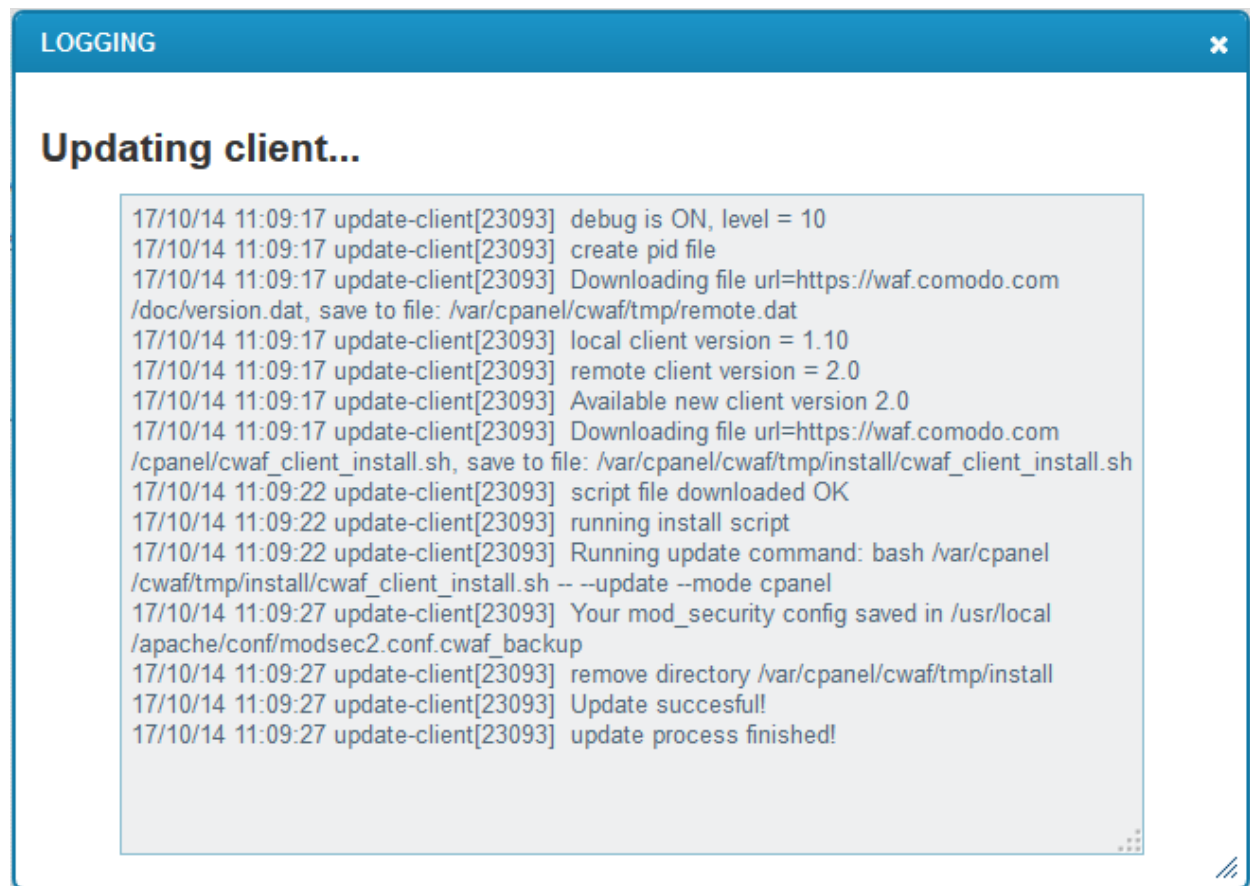 LOGGING
Updating client...
17/10/14 11:09:17 update-client[23093]  debug is ON, level = 10
17/10/14 11:09:17 update-client[23093]  create pid file
17/10/14 11:09:17 update-client[23093]  Downloading file url=https://waf.comodo.com
/doc/version.dat, save to file: /var/cpanel/cwaf/tmp/remote.dat
17/10/14 11:09:17 update-client[23093]  local client version = 1.10
17/10/14 11:09:17 update-client[23093]  remote client version = 2.0
17/10/14 11:09:17 update-client[23093]  Available new client version 2.0
17/10/14 11:09:17 update-client[23093]  Downloading file url=https://waf.comodo.com
/cpanel/cwaf_client_install.sh, save to file: /var/cpanel/cwaf/tmp/install/cwaf_client_install.sh
17/10/14 11:09:22 update-client[23093]  script file downloaded OK
17/10/14 11:09:22 update-client[23093]  running install script
17/10/14 11:09:22 update-client[23093]  Running update command: bash /var/cpanel
/cwaf/tmp/install/cwaf_client_install.sh -- --update --mode cpanel
17/10/14 11:09:27 update-client[23093]  Your mod_security config saved in /usr/local
/apache/conf/modsec2.conf.cwaf_backup
17/10/14 11:09:27 update-client[23093]  remove directory /var/cpanel/cwaf/tmp/install
17/10/14 11:09:27 update-client[23093]  Update succesful!
17/10/14 11:09:27 update-client[23093]  update process finished!